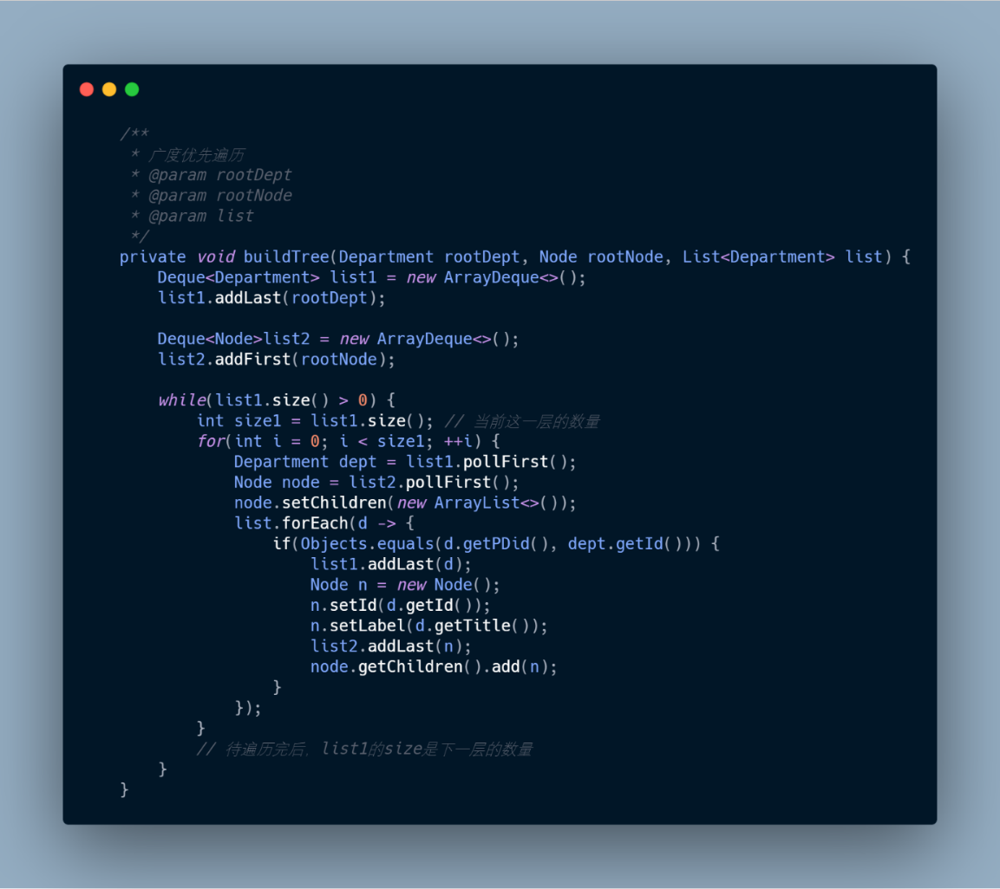 /**
 * 广度优先遍历
 * @param rootDept
 * @param rootNode
 * @param list
 */
private void buildTree(Department rootDept, Node rootNode, List<Department> list) {
    Deque<Department> list1 = new ArrayDeque<>();
    list1.addLast(rootDept);

    Deque<Node>list2 = new ArrayDeque<>();
    list2.addFirst(rootNode);

    while(list1.size() > 0) {
        int size1 = list1.size(); // 当前这一层的数量
        for(int i = 0; i < size1; ++i) {
            Department dept = list1.pollFirst();
            Node node = list2.pollFirst();
            node.setChildren(new ArrayList<>());
            list.forEach(d -> {
                if(Objects.equals(d.getPDid(), dept.getId())) {
                    list1.addLast(d);
                    Node n = new Node();
                    n.setId(d.getId());
                    n.setLabel(d.getTitle());
                    list2.addLast(n);
                    node.getChildren().add(n);
                }
            });
        }
        // 待遍历完后，list1的size是下一层的数量
    }
}